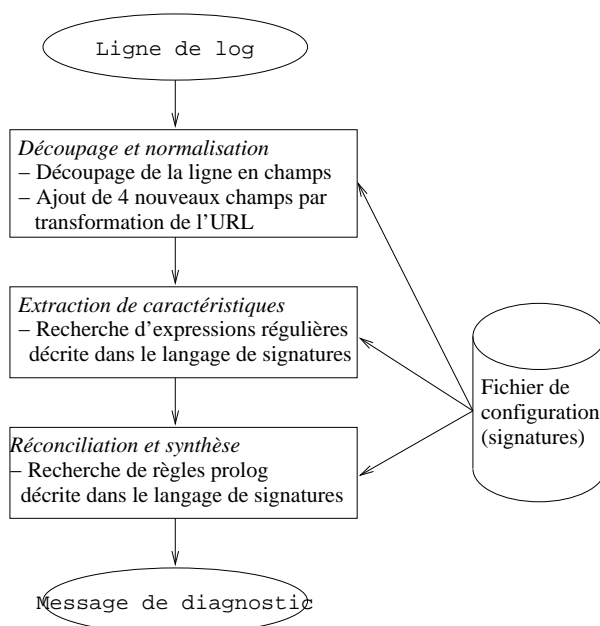 Ligne de log
Découpage et normalisation
– Découpage de la ligne en champs
– Ajout de 4 nouveaux champs par
transformation de l’URL
Extraction de caractéristiques
– Recherche d’expressions régulières
décrite dans le langage de signatures
Réconciliation et synthèse
– Recherche de règles prolog
décrite dans le langage de signatures
Fichier de
configuration
(signatures)
Message de diagnostic